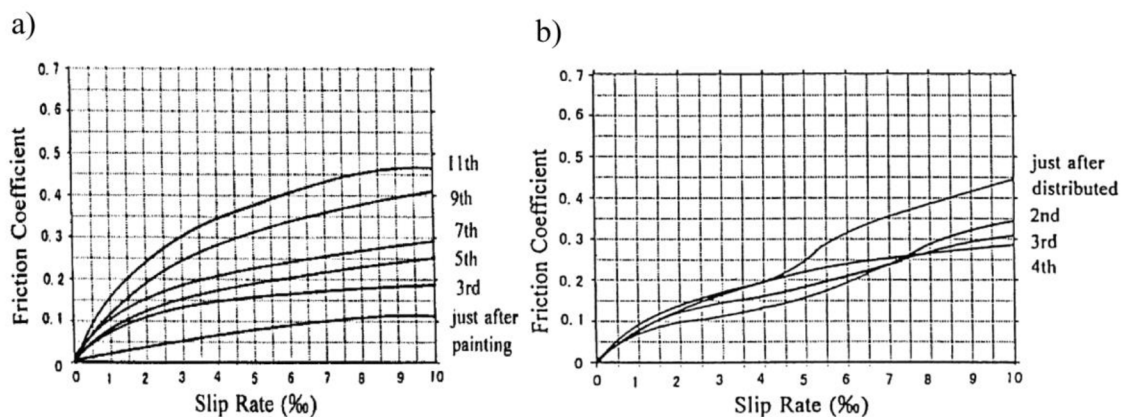 a)
0.7
0.6
0.5
0.4
0.3
0.2
0.1
0
Friction Coefficient
11th
9th
7th
5th
3rd
just after
painting
0 1 2 3 4 5 6 7 8 9 10
Slip Rate (‰)
b)
0.7
0.6
0.5
0.4
0.3
0.2
0.1
0
Friction Coefficient
just after
distributed
2nd
3rd
4th
0 1 2 3 4 5 6 7 8 9 10
Slip Rate (‰)